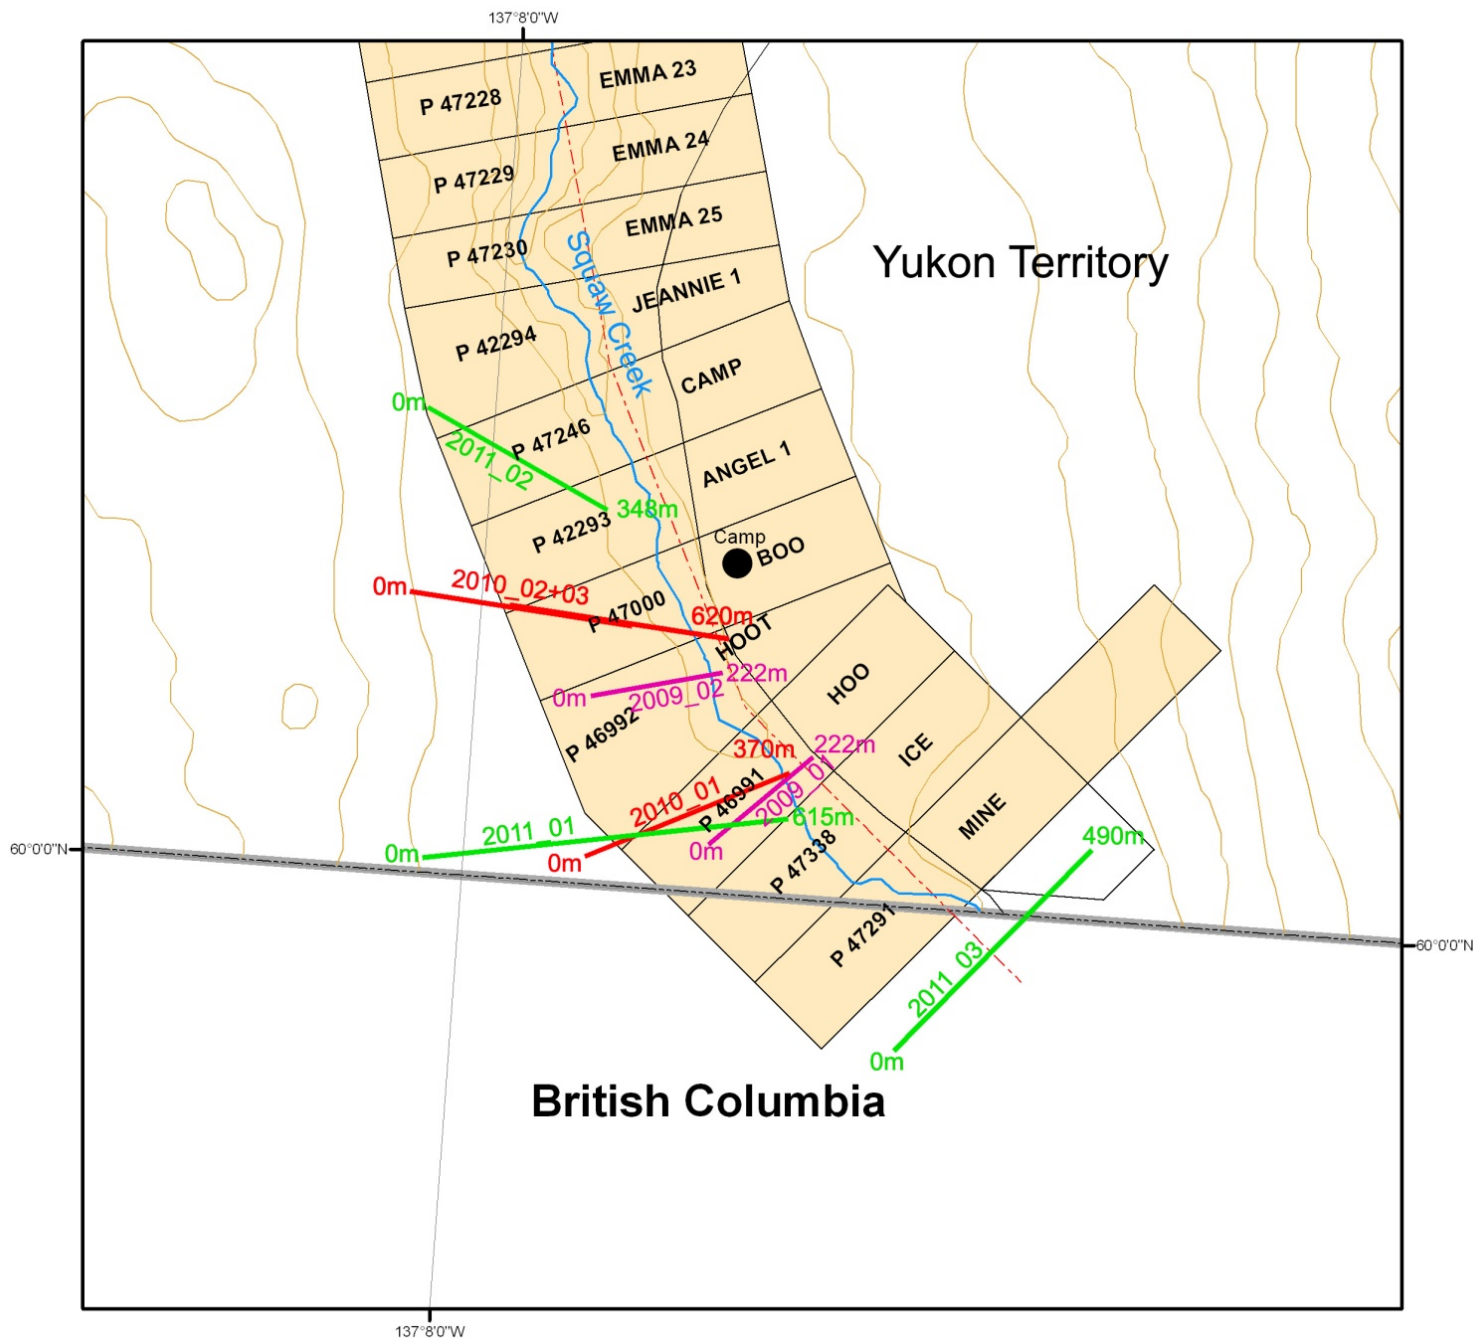 137°8'0"W
EMMA 23
P 47228
EMMA 24
P 47229
EMMA 25
P 47230
Squaw Creek
Yukon Territory
JEANNIE 1
P 42294
CAMP
0m
P 47246
2011_02
ANGEL 1
348m
P 42293
Camp
BOO
0m
2010_02+03
P 47000
620m
HOOT
222m
0m
2009_02
HOO
P 46992
370m
222m
ICE
2010_01
P 46991
2009_01
MINE
615m
2011_01
490m
60°0'0"N
0m
0m
0m
P 47338
P 47291
60°0'0"N
2011_03
0m
British Columbia
137°8'0"W